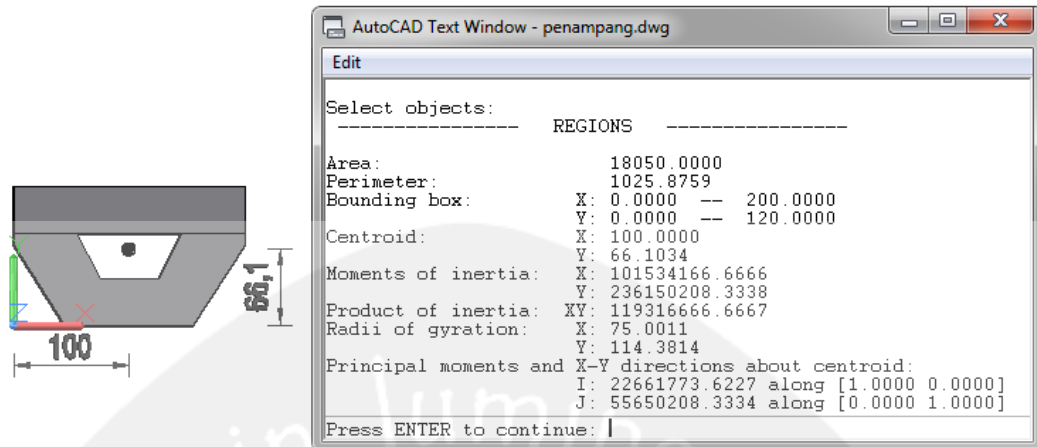 AutoCAD Text Window - penampang.dwg
Edit
Select objects:
---------------- REGIONS ----------------
Area: 18050.0000
Perimeter: 1025.8759
Bounding box: X: 0.0000 -- 200.0000
Y: 0.0000 -- 120.0000
Centroid: X: 100.0000
Y: 66.1034
Moments of inertia: X: 101534166.6666
Y: 236150208.3338
Product of inertia: XY: 119316666.6667
Radii of gyration: X: 75.0011
Y: 114.3814
Principal moments and X-Y directions about centroid:
I: 22661773.6227 along [1.0000 0.0000]
J: 55650208.3334 along [0.0000 1.0000]
Press ENTER to continue:
Y
Z
X
66,1
100
in lumine